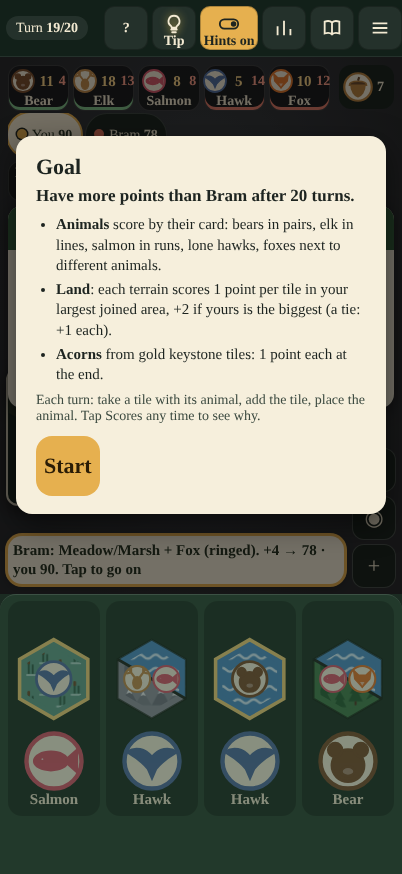 Turn 19/20
?
Tip
Hints on
11 4
Bear
18 13
Elk
8 8
Salmon
5 14
Hawk
10 12
Fox
7
You 90
Bram 78
Goal
Have more points than Bram after 20 turns.
• Animals score by their card: bears in pairs, elk in
lines, salmon in runs, lone hawks, foxes next to
different animals.
• Land: each terrain scores 1 point per tile in your
largest joined area, +2 if yours is the biggest (a tie:
+1 each).
• Acorns from gold keystone tiles: 1 point each at
the end.
Each turn: take a tile with its animal, add the tile, place the
animal. Tap Scores any time to see why.
Start
Bram: Meadow/Marsh + Fox (ringed). +4 → 78 ·
you 90. Tap to go on
+
Salmon
Hawk
Hawk
Bear